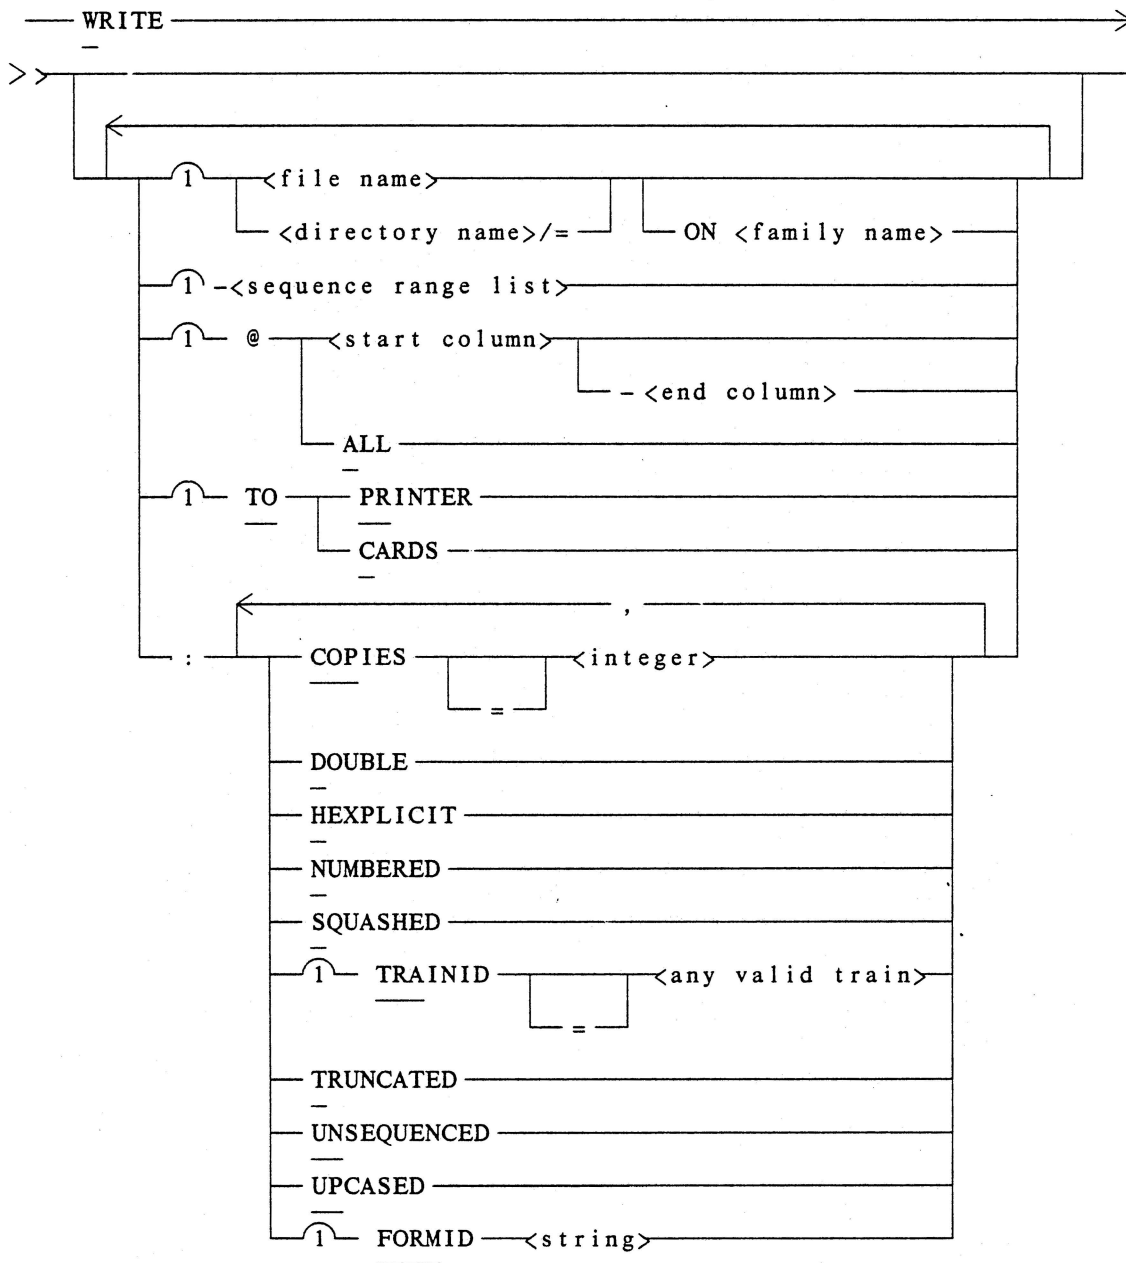 WRITE
1 <file name>
<directory name>/= ON <family name>
1 -<sequence range list>
1 @ <start column>
- <end column>
ALL
1 TO PRINTER
CARDS
,
: COPIES <integer>
=
DOUBLE
HEXPLICIT
NUMBERED
SQUASHED
1 TRAINID <any valid train>
=
TRUNCATED
UNSEQUENCED
UPCASED
1 FORMID <string>